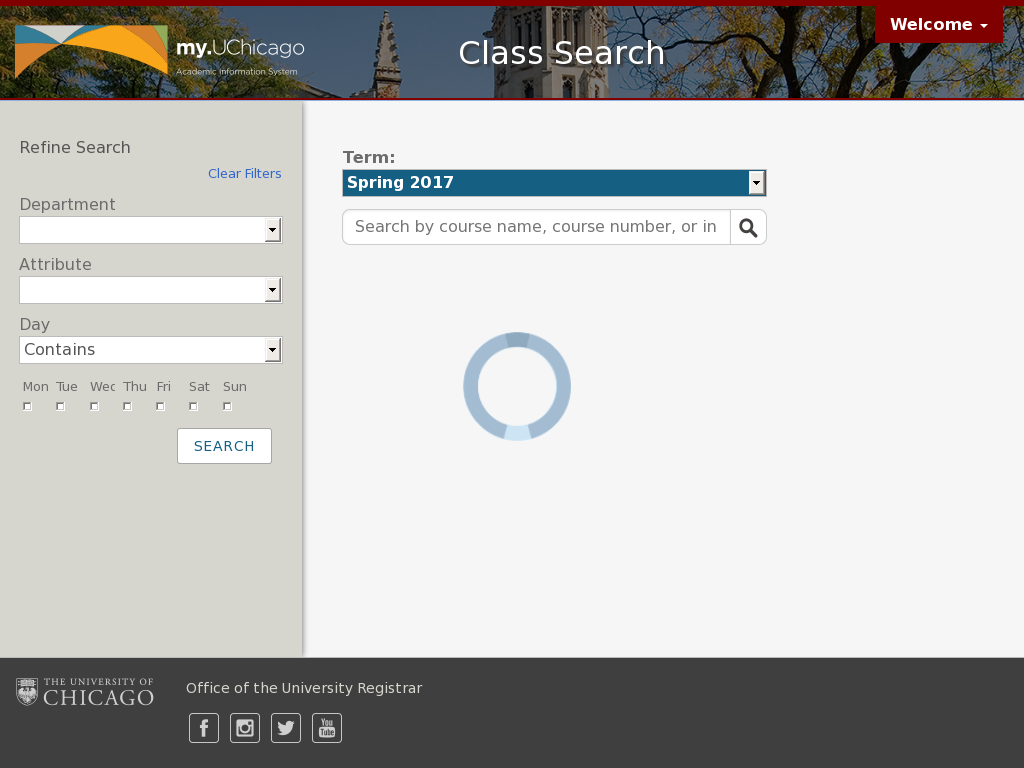 my.UChicago
Academic Information System
Class Search
Welcome
Refine Search
Clear Filters
Department
Attribute
Day
Contains
Mon Tue Wec Thu Fri Sat Sun
SEARCH
Term:
Spring 2017
Search by course name, course number, or in
THE UNIVERSITY OF
CHICAGO
Office of the University Registrar
You
Tube